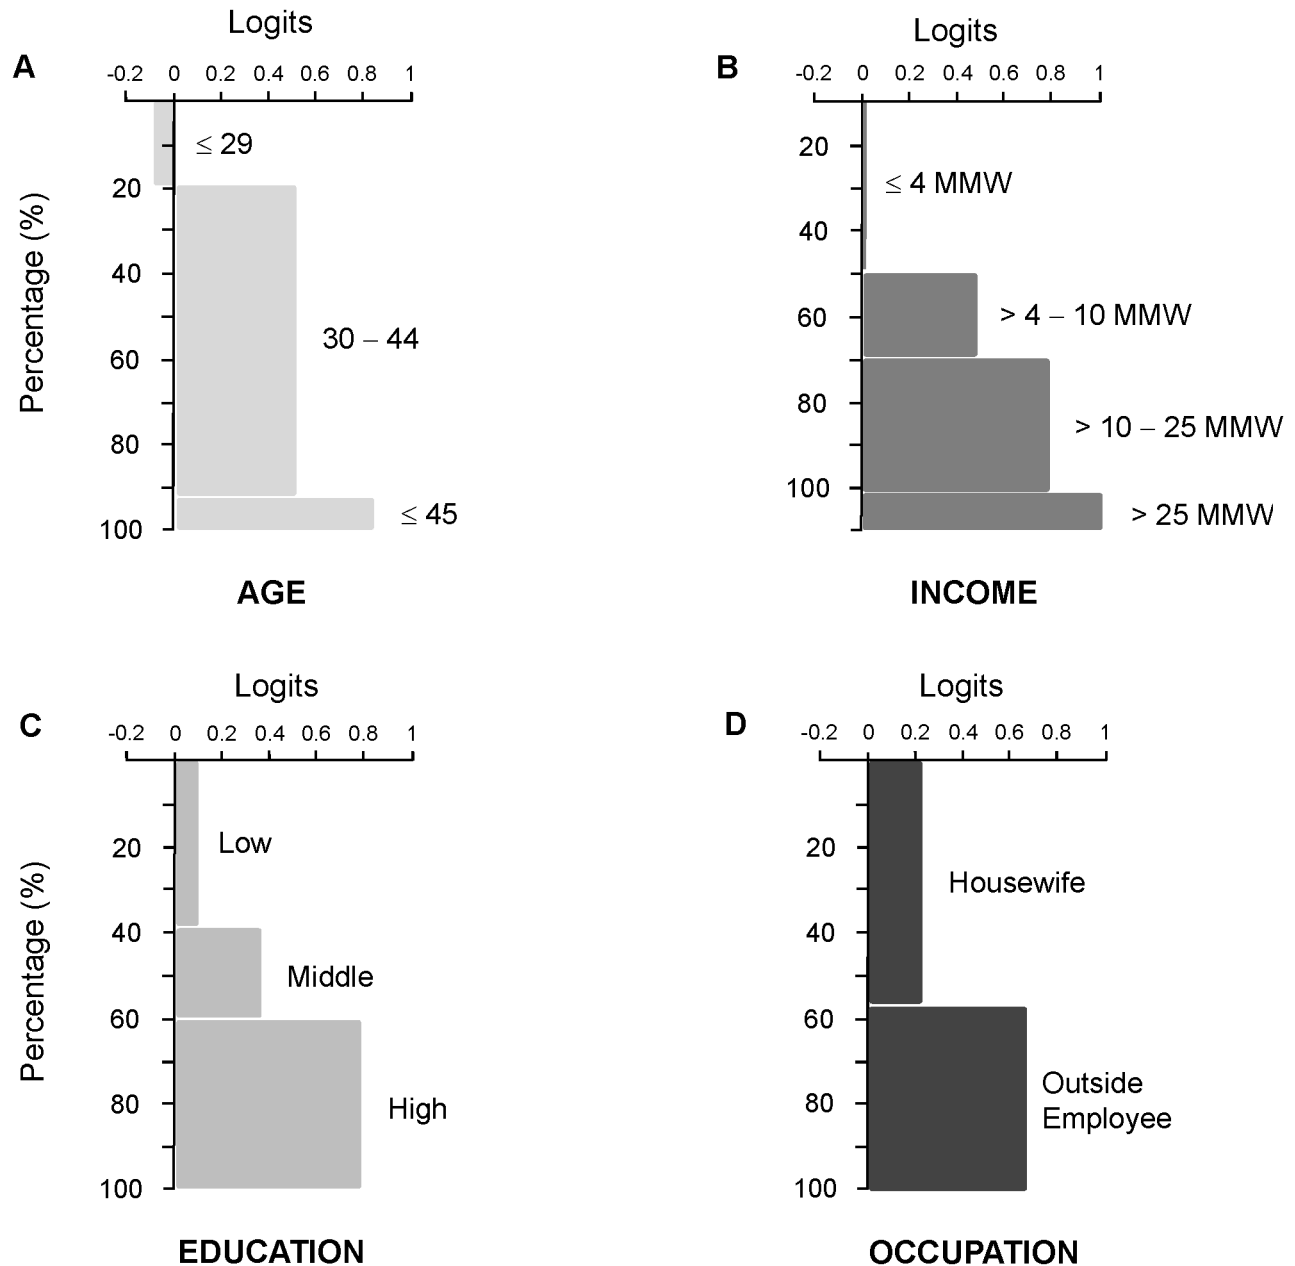 Logits
A
-0.2 0 0.2 0.4 0.6 0.8 1
≤ 29
20
40
30 – 44
60
80
≤ 45
100
Percentage (%)
AGE
Logits
B
-0.2 0 0.2 0.4 0.6 0.8 1
20
≤ 4 MMW
40
60
> 4 – 10 MMW
80
> 10 – 25 MMW
100
> 25 MMW
INCOME
Logits
C
-0.2 0 0.2 0.4 0.6 0.8 1
20
Low
40
Middle
60
80
High
100
Percentage (%)
EDUCATION
Logits
D
-0.2 0 0.2 0.4 0.6 0.8 1
20
Housewife
40
60
Outside
80
Employee
100
OCCUPATION